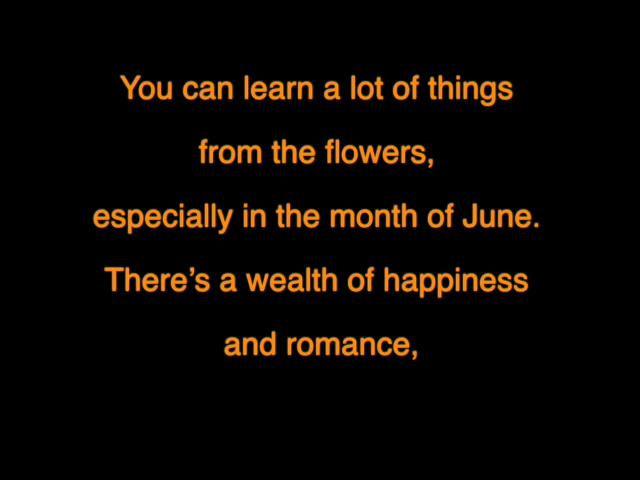 You can learn a lot of things
from the flowers,
especially in the month of June.
There’s a wealth of happiness
and romance,